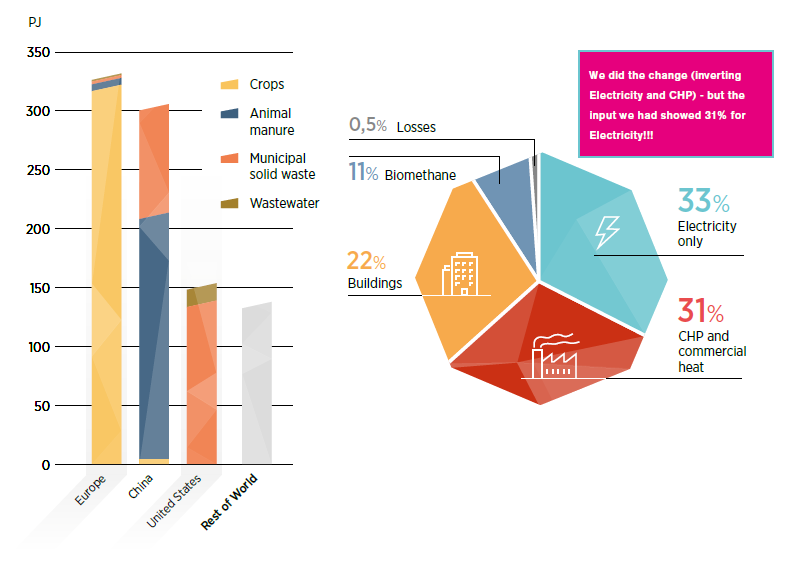 PJ
350
300
250
200
150
100
50
0
Crops
Animal
manure
Municipal
solid waste
Wastewater
Europe
China
United States
Rest of World
We did the change (inverting
Electricity and CHP) - but the
input we had showed 31% for
Electricity!!!
0,5% Losses
11% Biomethane
22%
Buildings
33%
Electricity
only
31%
CHP and
commercial
heat